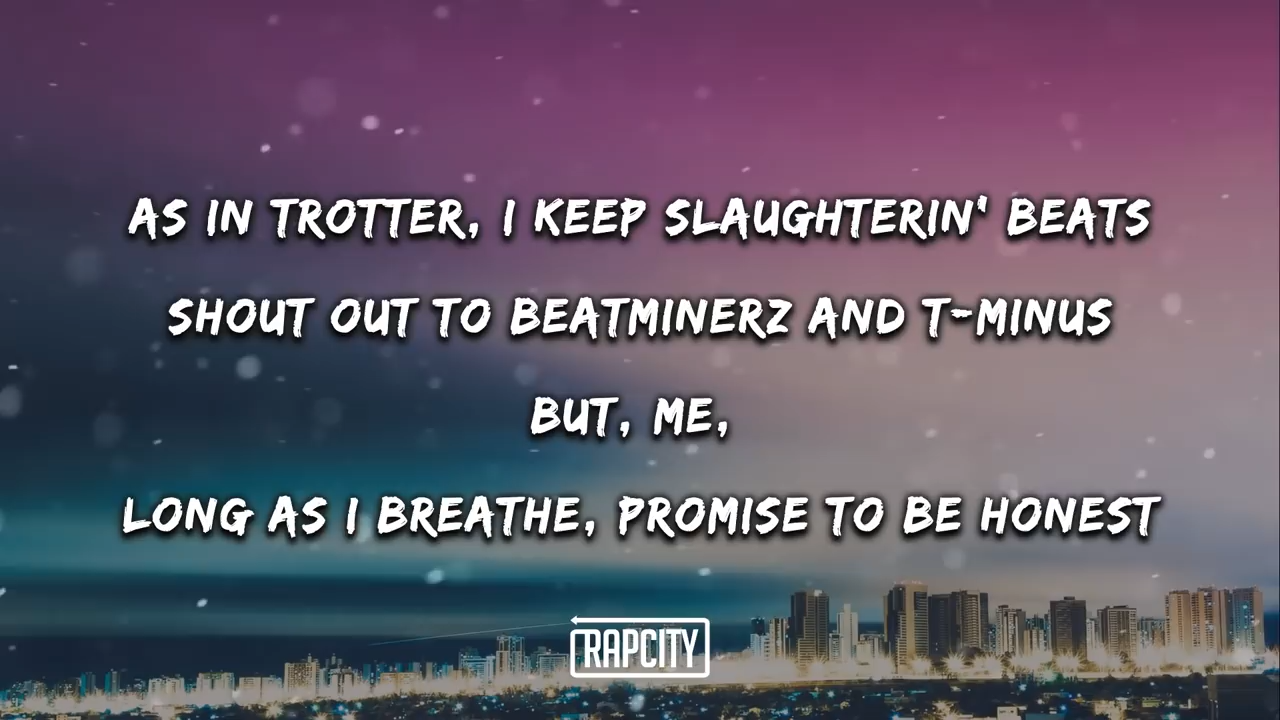 AS IN TROTTER, I KEEP SLAUGHTERIN' BEATS
SHOUT OUT TO BEATMINERZ AND T-MINUS
BUT, ME,
LONG AS I BREATHE, PROMISE TO BE HONEST
RAPCITY